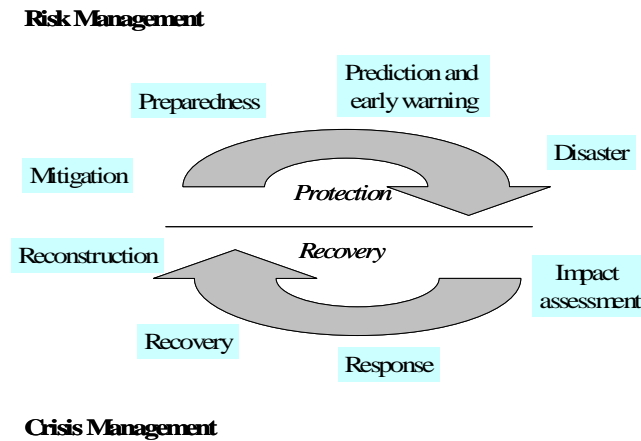 Risk Management
Prediction and
early warning
Preparedness
Disaster
Mitigation
Protection
Recovery
Reconstruction
Impact
assessment
Recovery
Response
Crisis Management